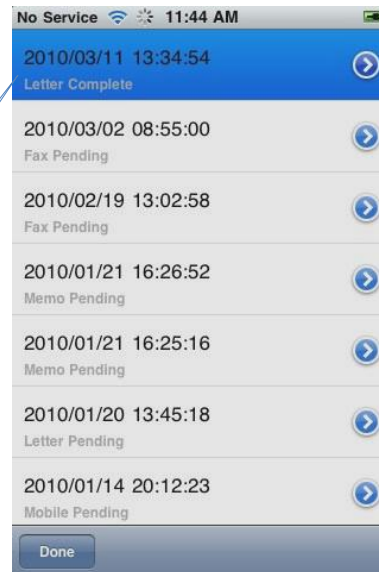 No Service 11:44 AM
2010/03/11 13:34:54
Letter Complete
2010/03/02 08:55:00
Fax Pending
2010/02/19 13:02:58
Fax Pending
2010/01/21 16:26:52
Memo Pending
2010/01/21 16:25:16
Memo Pending
2010/01/20 13:45:18
Letter Pending
2010/01/14 20:12:23
Mobile Pending
Done